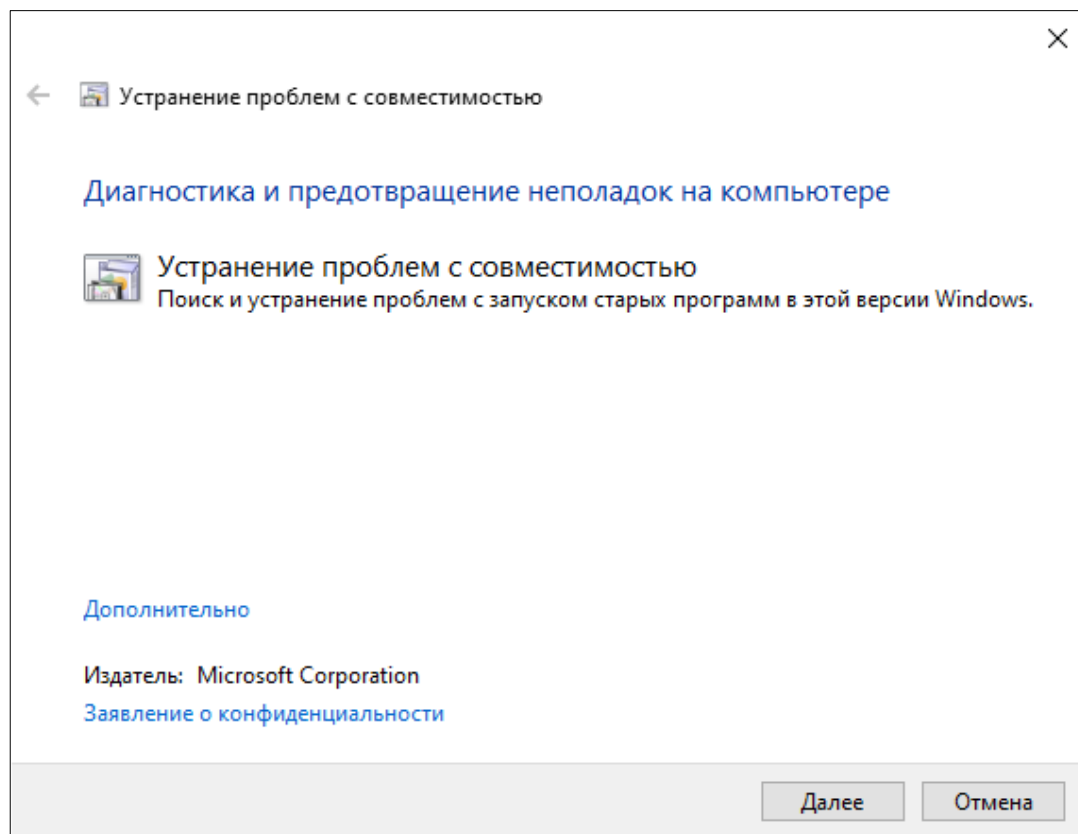 Устранение проблем с совместимостью
Диагностика и предотвращение неполадок на компьютере
Устранение проблем с совместимостью
Поиск и устранение проблем с запуском старых программ в этой версии Windows.
Дополнительно
Издатель: Microsoft Corporation
Заявление о конфиденциальности
Далее Отмена